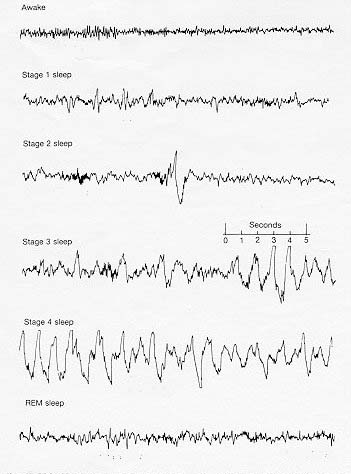 Awake
Stage 1 sleep
Stage 2 sleep
Seconds
0 1 2 3 4 5
Stage 3 sleep
Stage 4 sleep
REM sleep